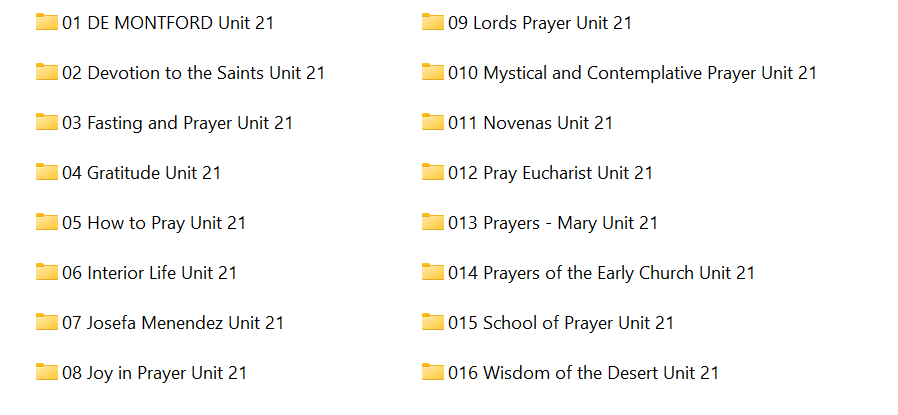 01 DE MONTFORD Unit 21
02 Devotion to the Saints Unit 21
03 Fasting and Prayer Unit 21
04 Gratitude Unit 21
05 How to Pray Unit 21
06 Interior Life Unit 21
07 Josefa Menendez Unit 21
08 Joy in Prayer Unit 21
09 Lords Prayer Unit 21
010 Mystical and Contemplative Prayer Unit 21
011 Novenas Unit 21
012 Pray Eucharist Unit 21
013 Prayers - Mary Unit 21
014 Prayers of the Early Church Unit 21
015 School of Prayer Unit 21
016 Wisdom of the Desert Unit 21